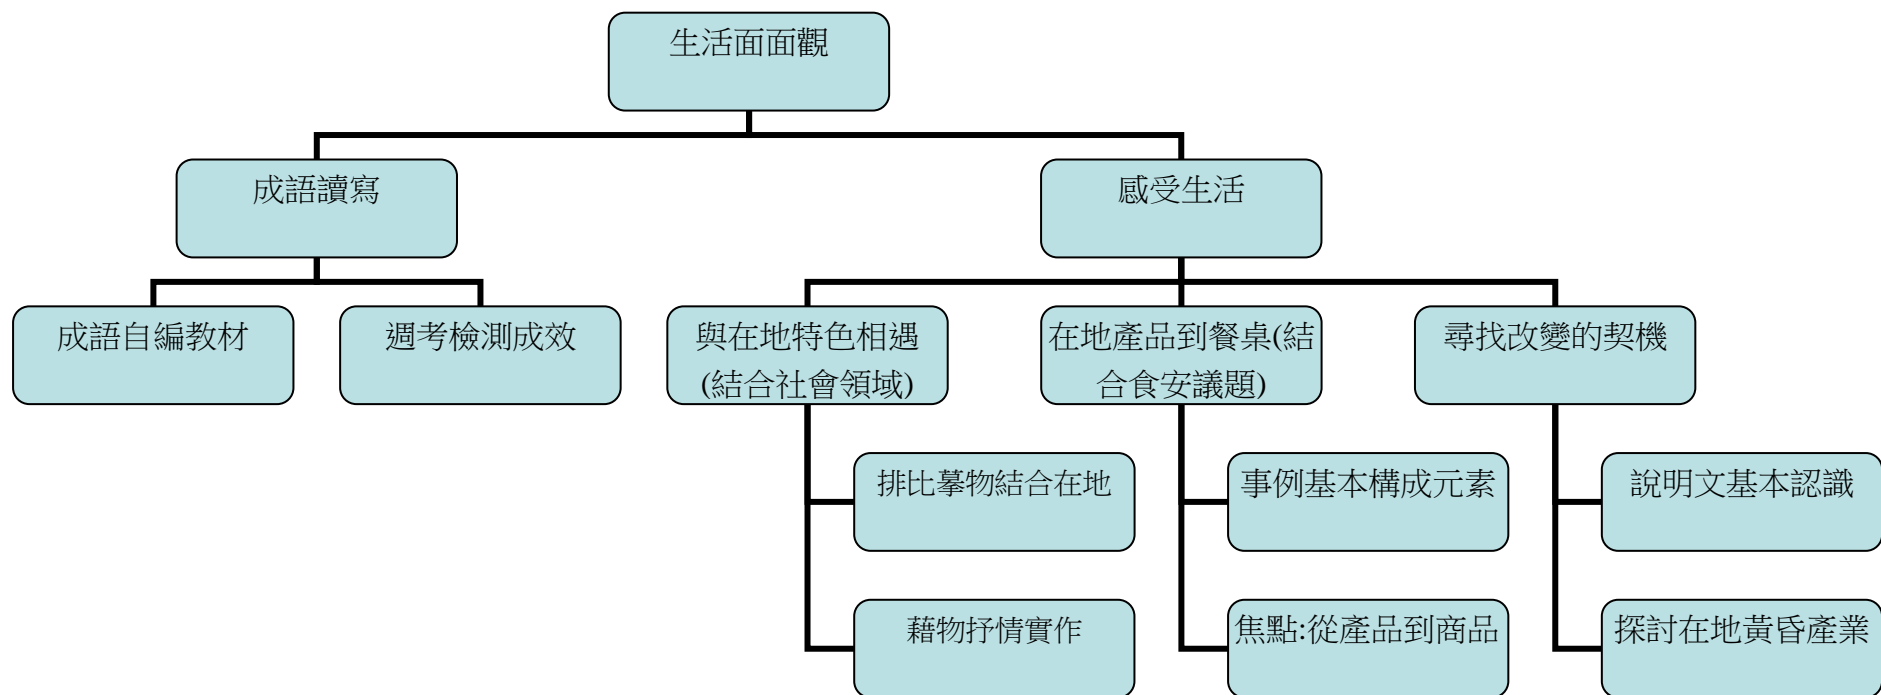 生活面面觀
成語讀寫
感受生活
成語自編教材
週考檢測成效
與在地特色相遇
(結合社會領域)
在地產品到餐桌(結
合食安議題)
尋找改變的契機
排比摹物結合在地
事例基本構成元素
說明文基本認識
藉物抒情實作
焦點:從產品到商品
探討在地黃昏產業